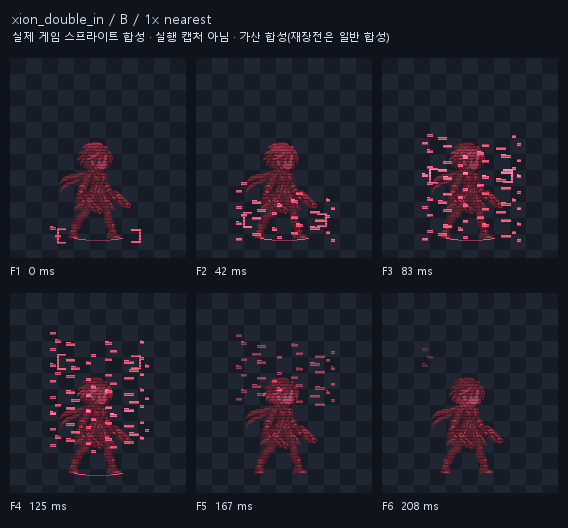 xion_double_in / B / 1x nearest
실제 게임 스프라이트 합성 · 실행 캡처 아님 · 가산 합성(재장전은 일반 합성)
F1 0 ms
F2 42 ms
F3 83 ms
F4 125 ms
F5 167 ms
F6 208 ms